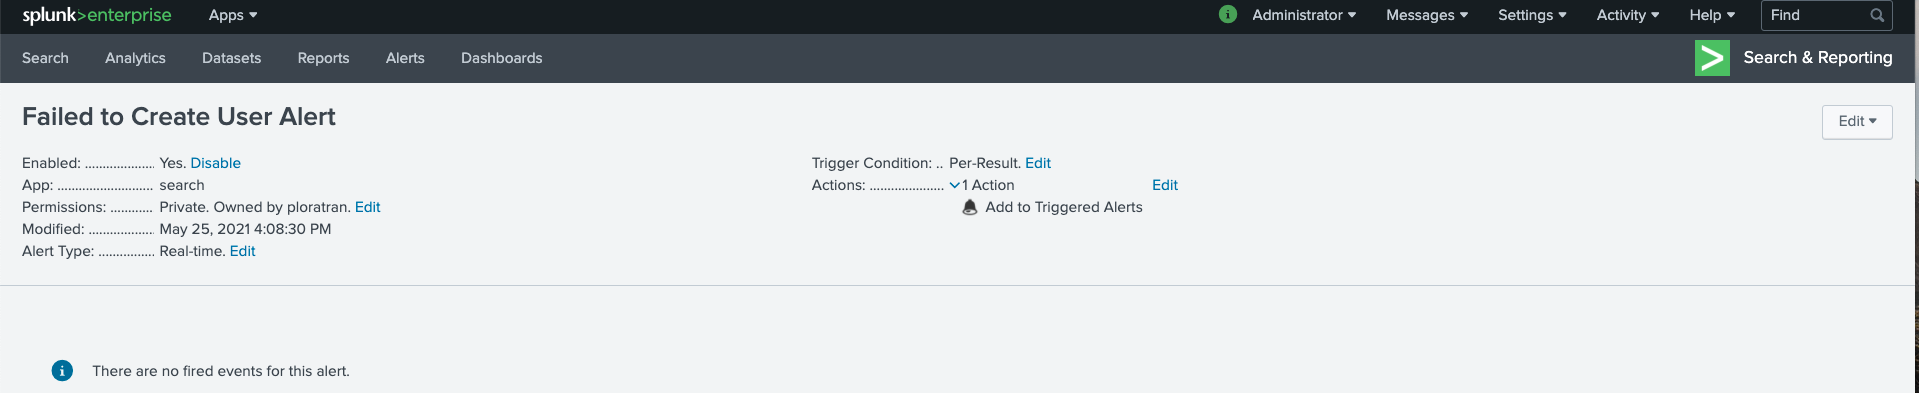 splunk>enterprise Apps Administrator Messages Settings Activity Help Find
Search Analytics Datasets Reports Alerts Dashboards Search & Reporting
Failed to Create User Alert
Edit
Enabled: .................... Yes. Disable
App: ........................... search
Permissions: ............ Private. Owned by ploratran. Edit
Modified: ................... May 25, 2021 4:08:30 PM
Alert Type: ................ Real-time. Edit
Trigger Condition: .. Per-Result. Edit
Actions: ..................... 1 Action Edit
Add to Triggered Alerts
There are no fired events for this alert.